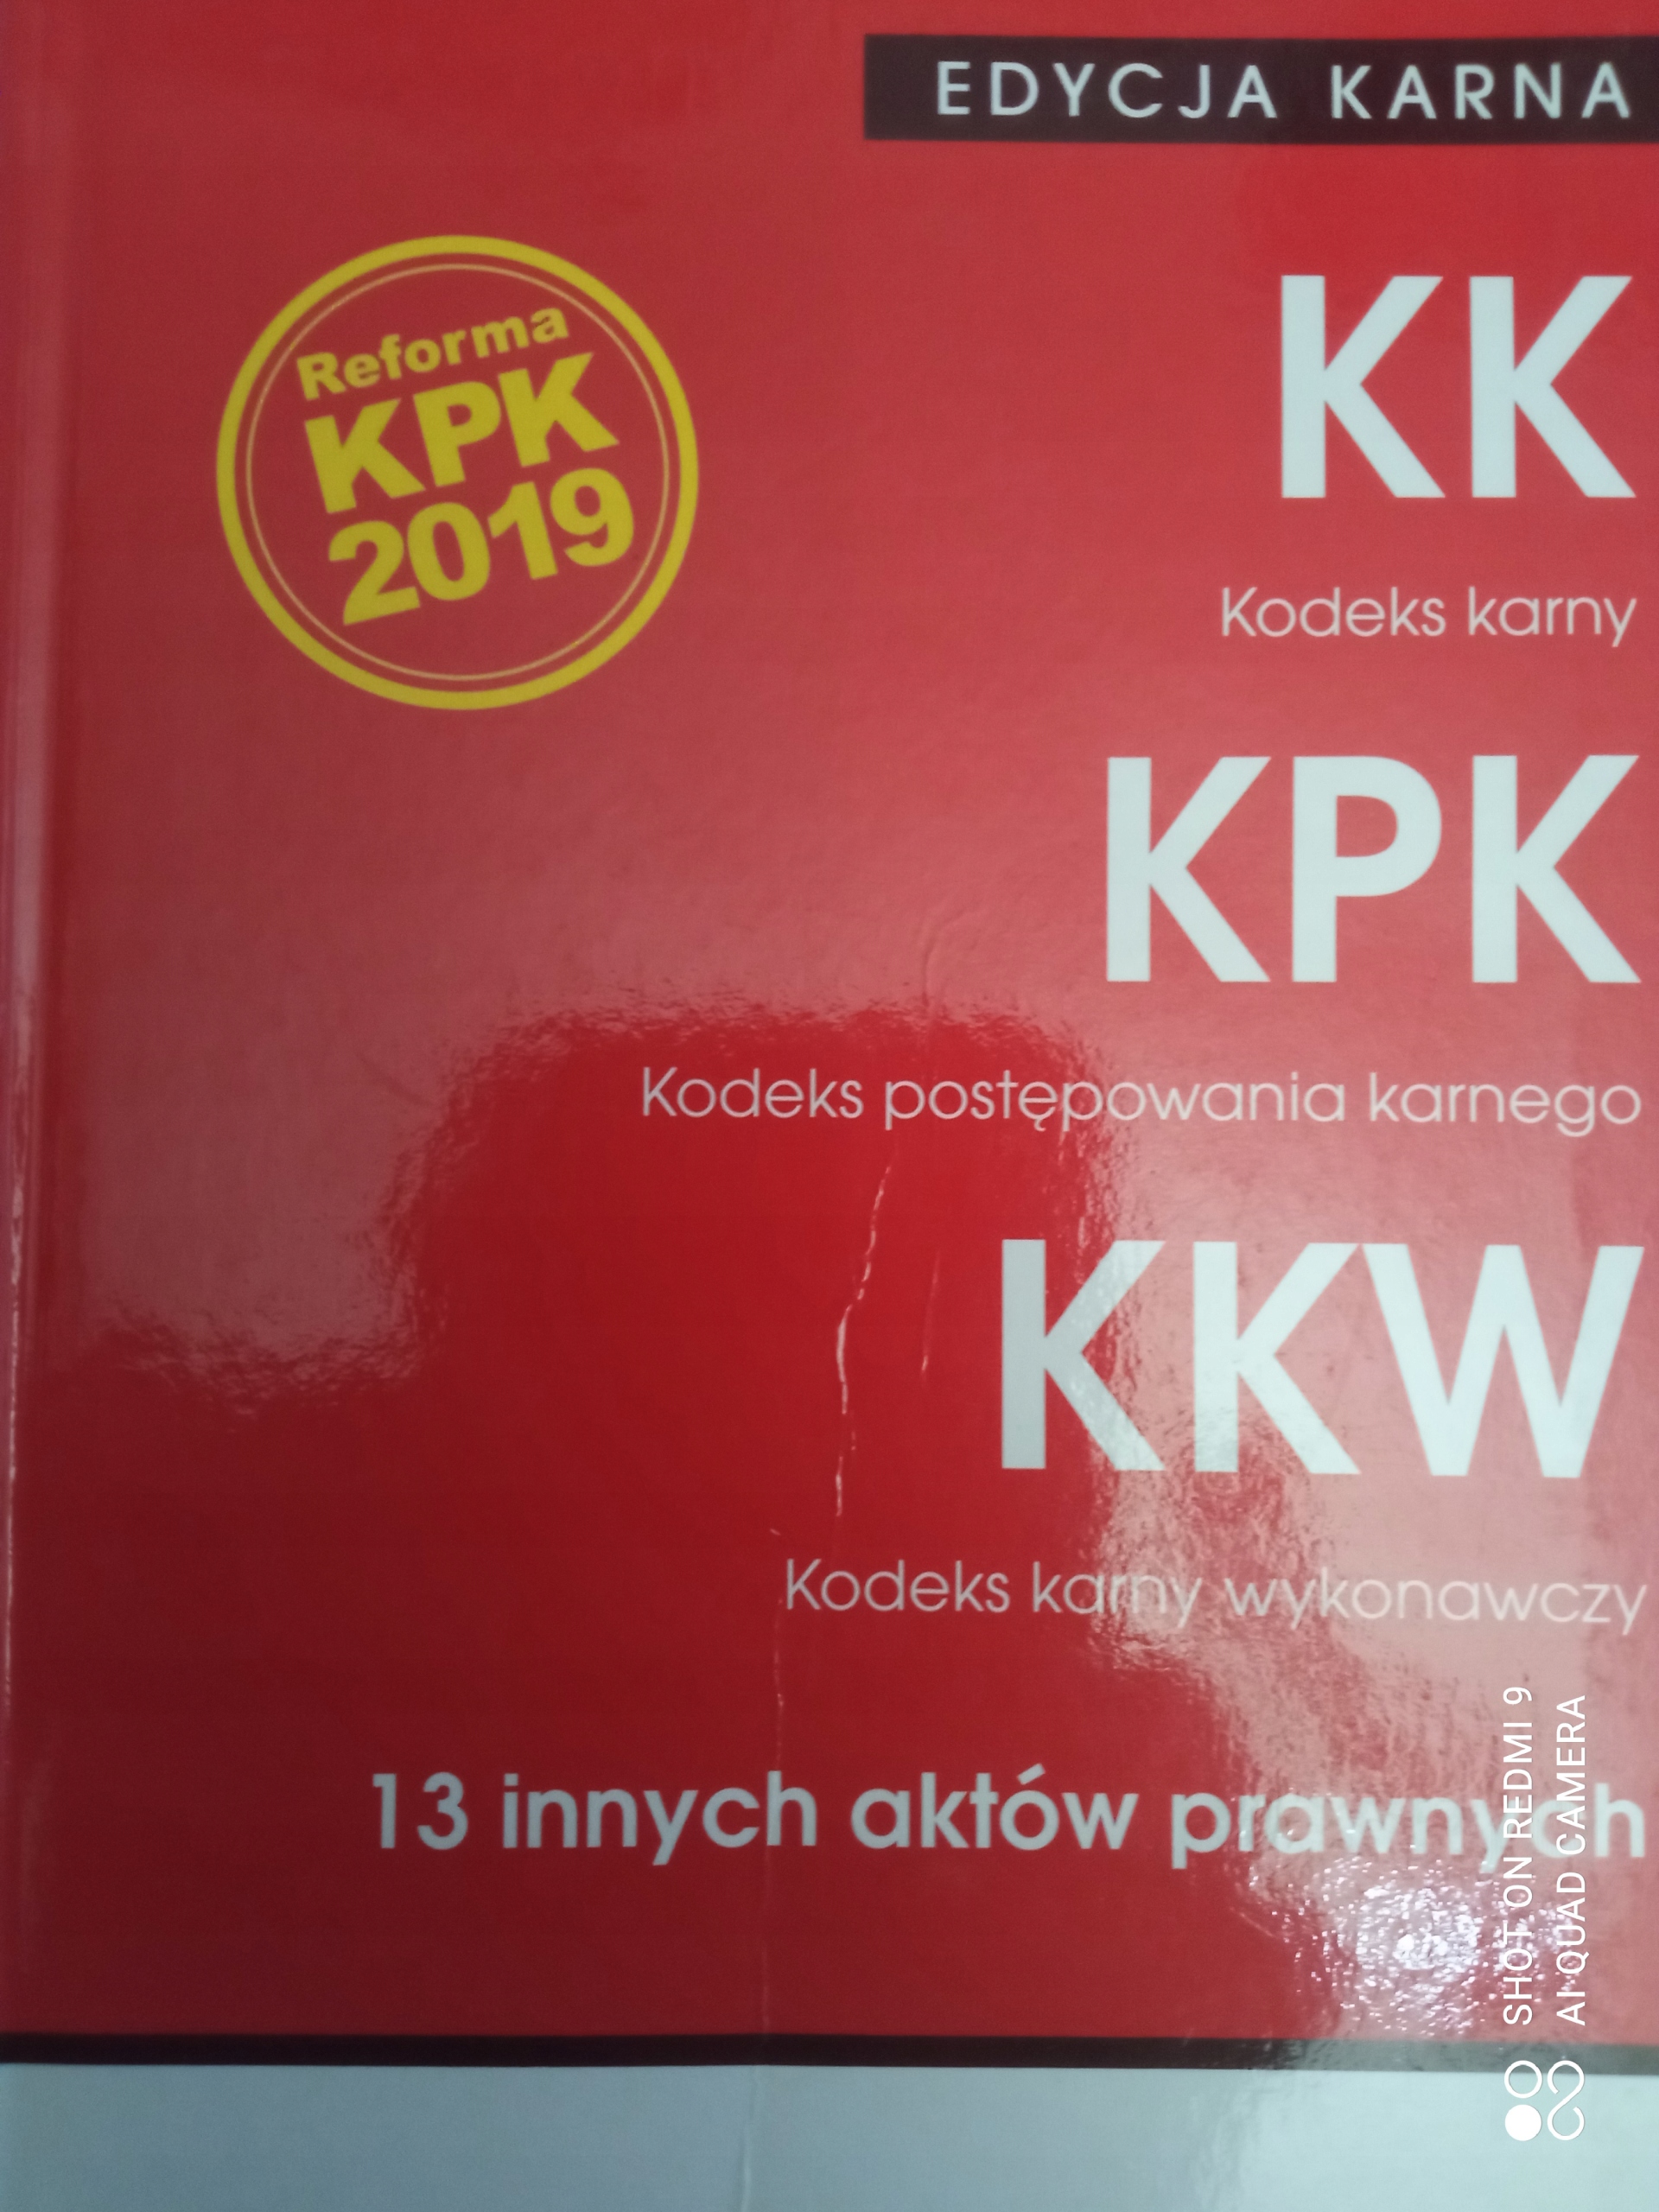 EDYCJA KARNA
Reforma
KPK
2019
KK
Kodeks karny
KPK
Kodeks postępowania karnego
KKW
Kodeks karny wykonawczy
13 innych aktów prawnych
SHOT ON REDMI 9
AI QUAD CAMERA